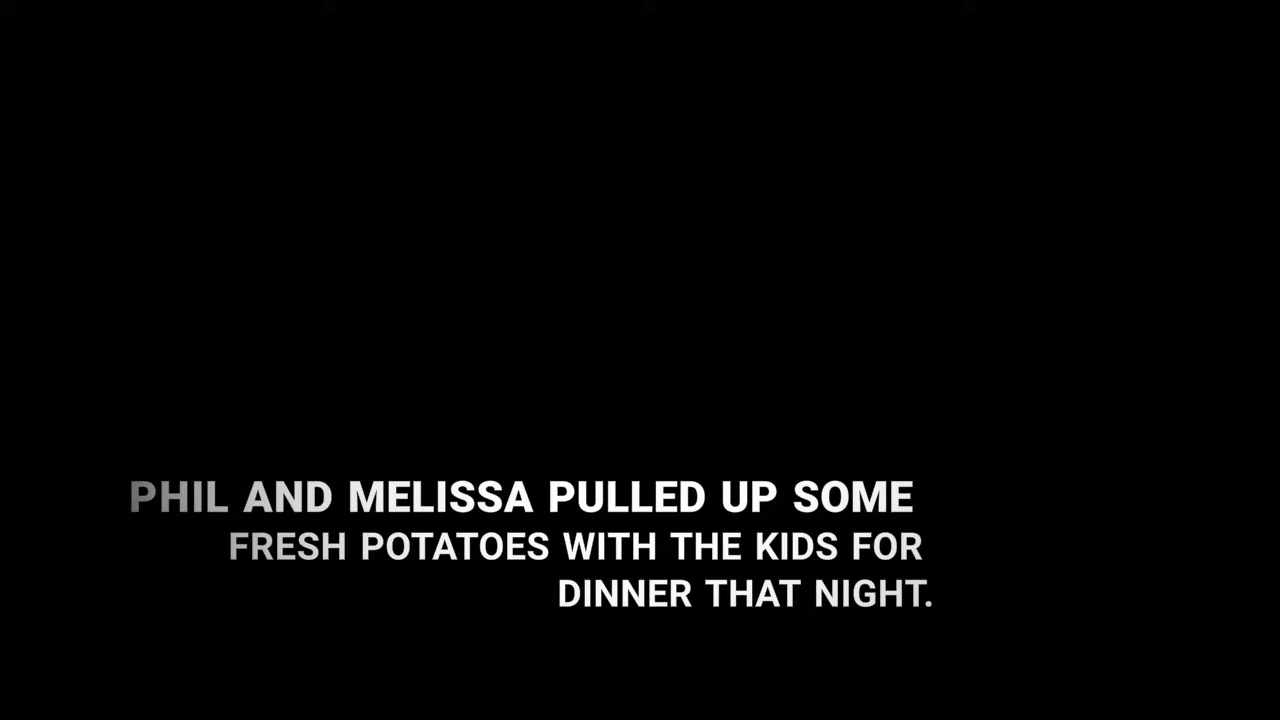 PHIL AND MELISSA PULLED UP SOME
FRESH POTATOES WITH THE KIDS FOR
DINNER THAT NIGHT.